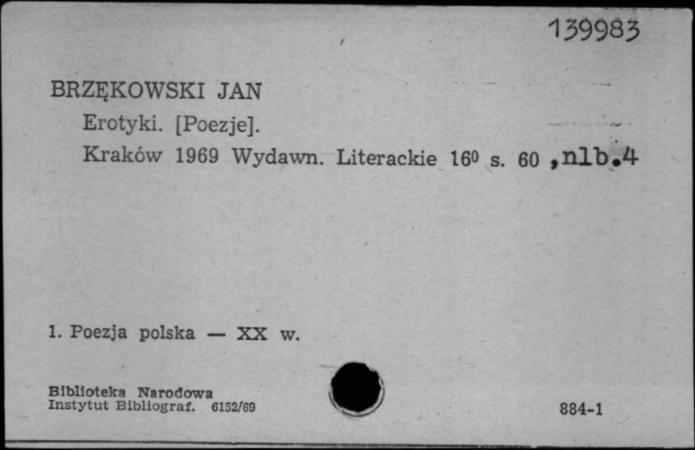 139983
BRZĘKOWSKI JAN
Erotyki. [Poezje].
Kraków 1969 Wydawn. Literackie 16⁰ s. 60 ,nlb.4
1. Poezja polska — XX w.
Biblioteka Narodowa
Instytut Bibliograf. 6152/69
884-1